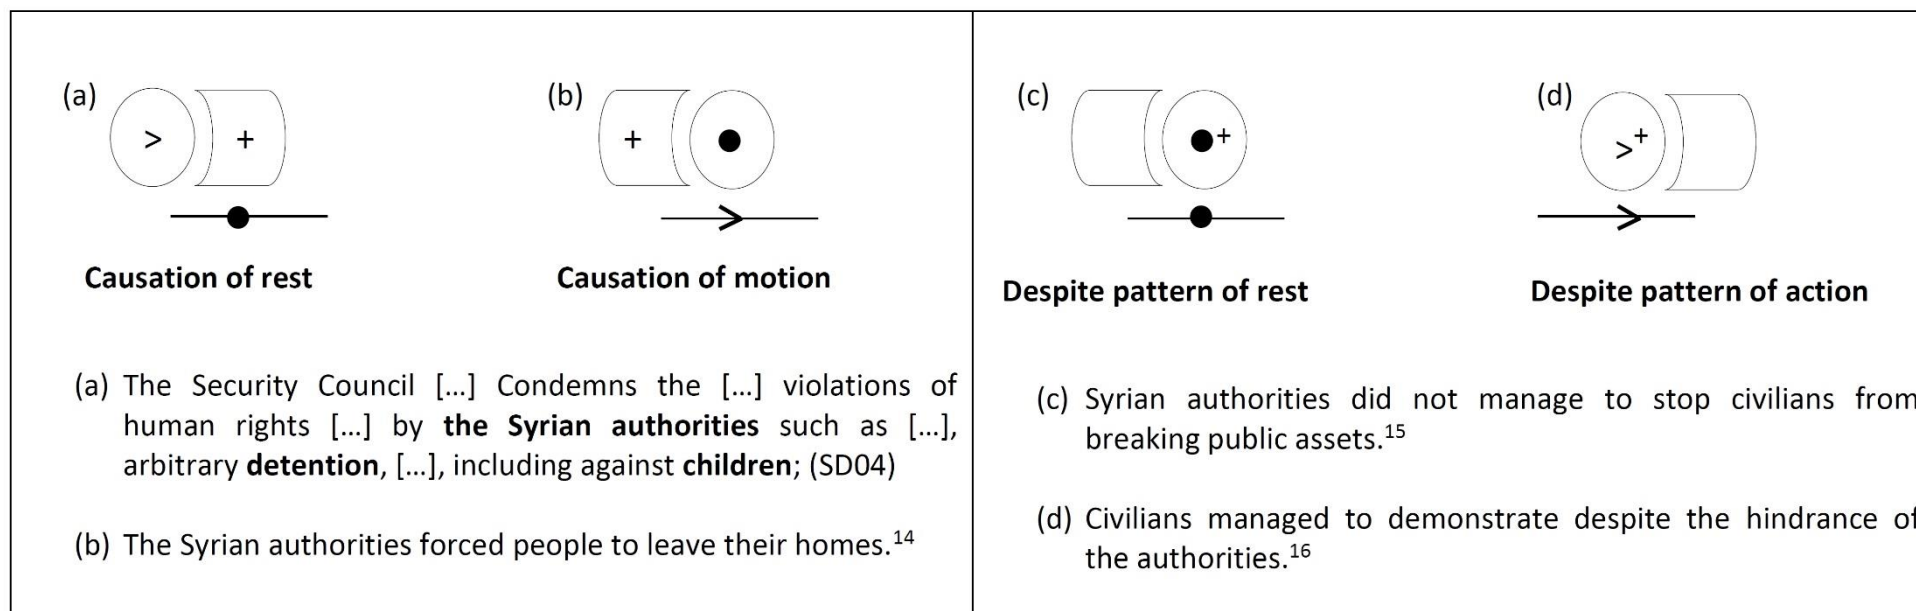 (a)
> +
(b)
+
Causation of rest
Causation of motion
(a) The Security Council [...] Condemns the [...] violations of
human rights [...] by the Syrian authorities such as [...],
arbitrary detention, [...], including against children; (SD04)
(b) The Syrian authorities forced people to leave their homes.14
(c)
+
(d)
>+
Despite pattern of rest
Despite pattern of action
(c) Syrian authorities did not manage to stop civilians from
breaking public assets.15
(d) Civilians managed to demonstrate despite the hindrance of
the authorities.16